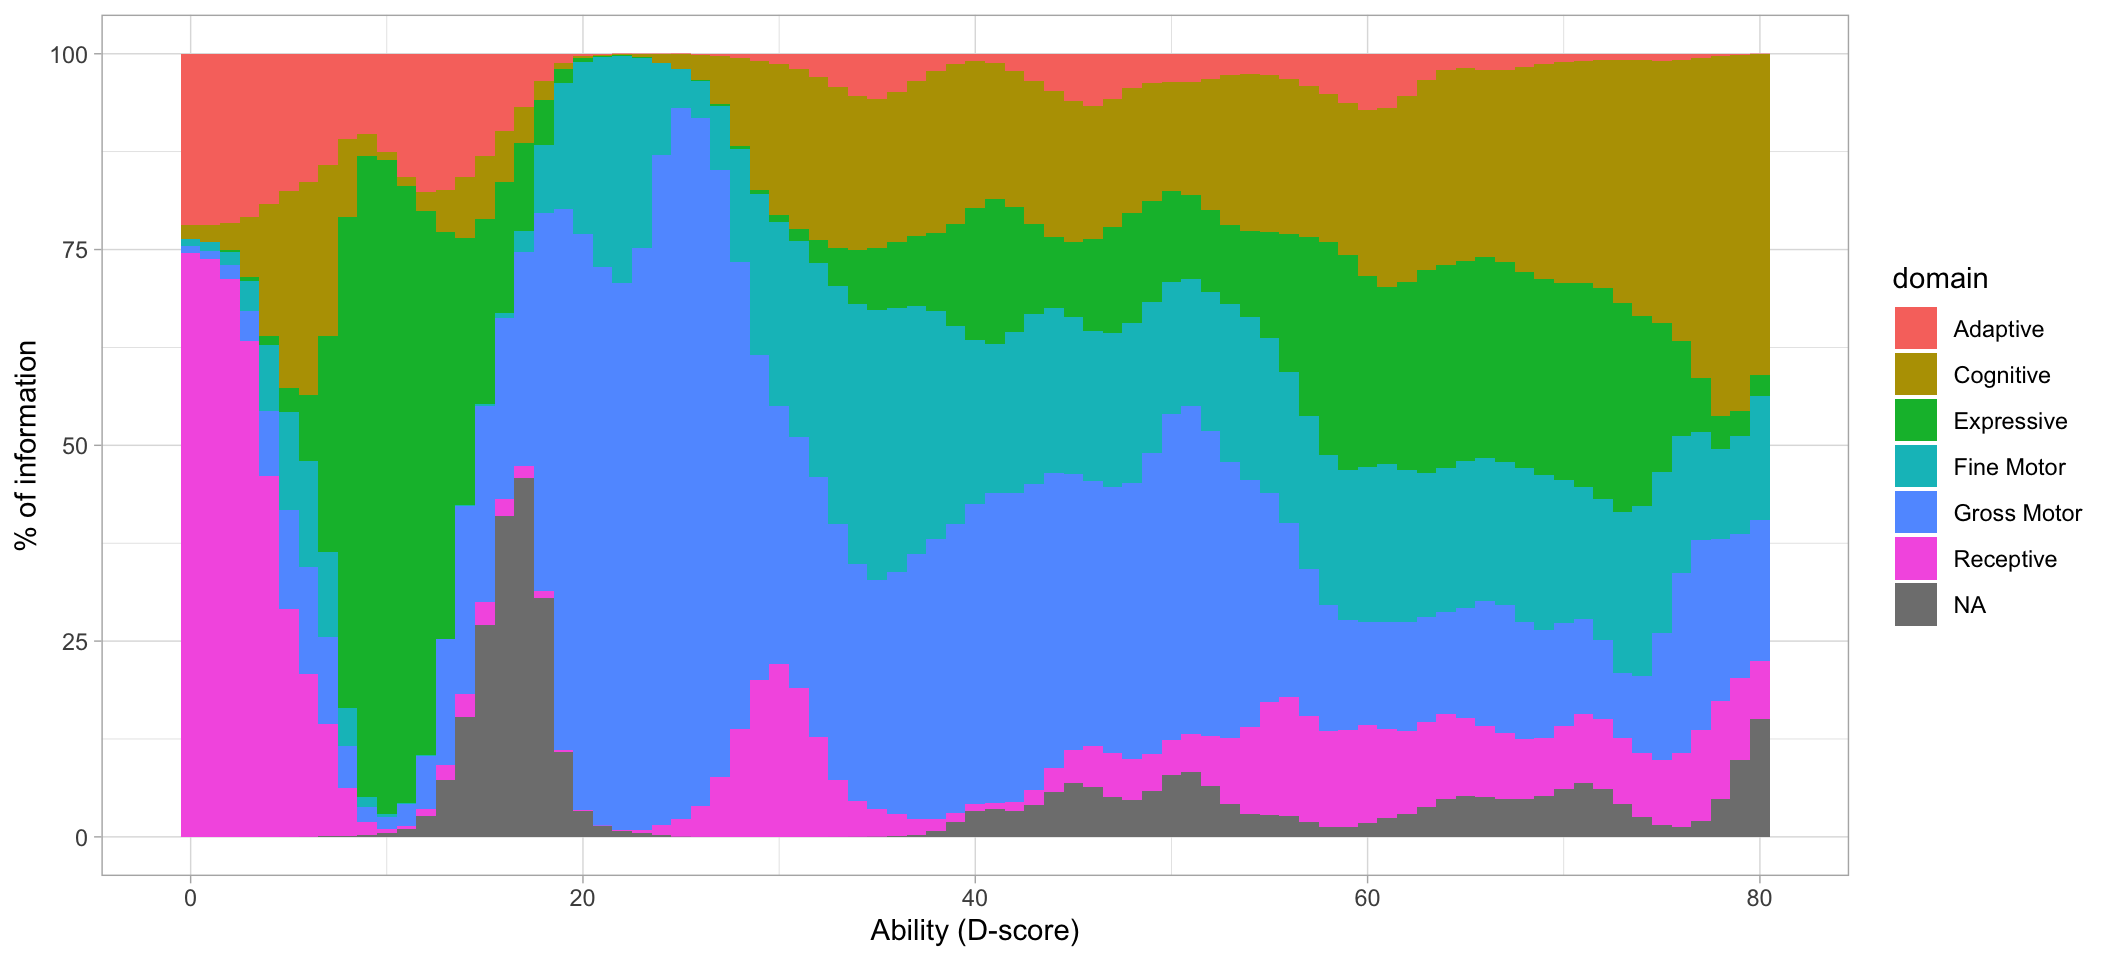 100
75
50
25
0
% of information
0 20 40 60 80
Ability (D-score)
domain
Adaptive
Cognitive
Expressive
Fine Motor
Gross Motor
Receptive
NA